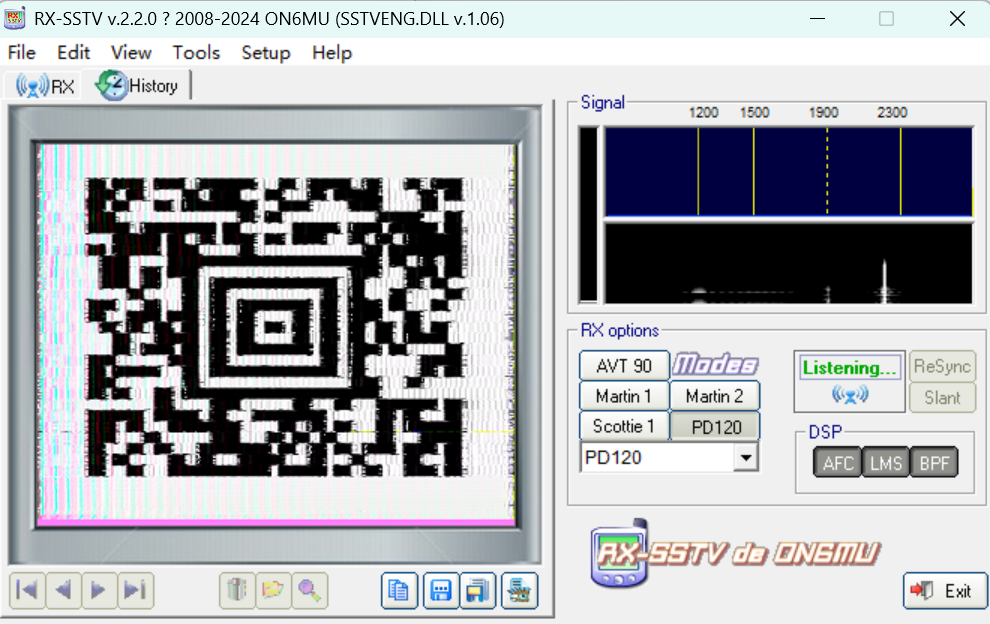 RX-SSTV v.2.2.0 ? 2008-2024 ON6MU (SSTVENG.DLL v.1.06)
File Edit View Tools Setup Help
RX History
Signal
1200 1500 1900 2300
RX options
AVT 90 Modes
Martin 1 Martin 2
Scottie 1 PD120
PD120
Listening...
ReSync
Slant
DSP
AFC LMS BPF
RX-SSTV de ON6MU
Exit